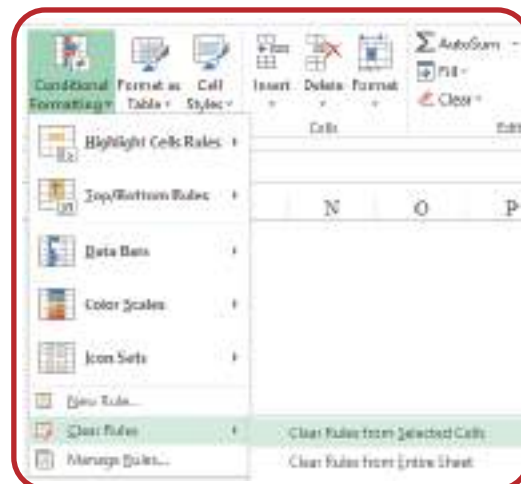 Conditional Formatting
Format as Table
Cell Styles
Insert
Delete
Format
AutoSum
Fill
Clear
Cells
Edit
Highlight Cells Rules
Top/Bottom Rules
N O P
Data Bars
Color Scales
Icon Sets
New Rule...
Clear Rules
Clear Rules from Selected Cells
Manage Rules...
Clear Rules from Entire Sheet